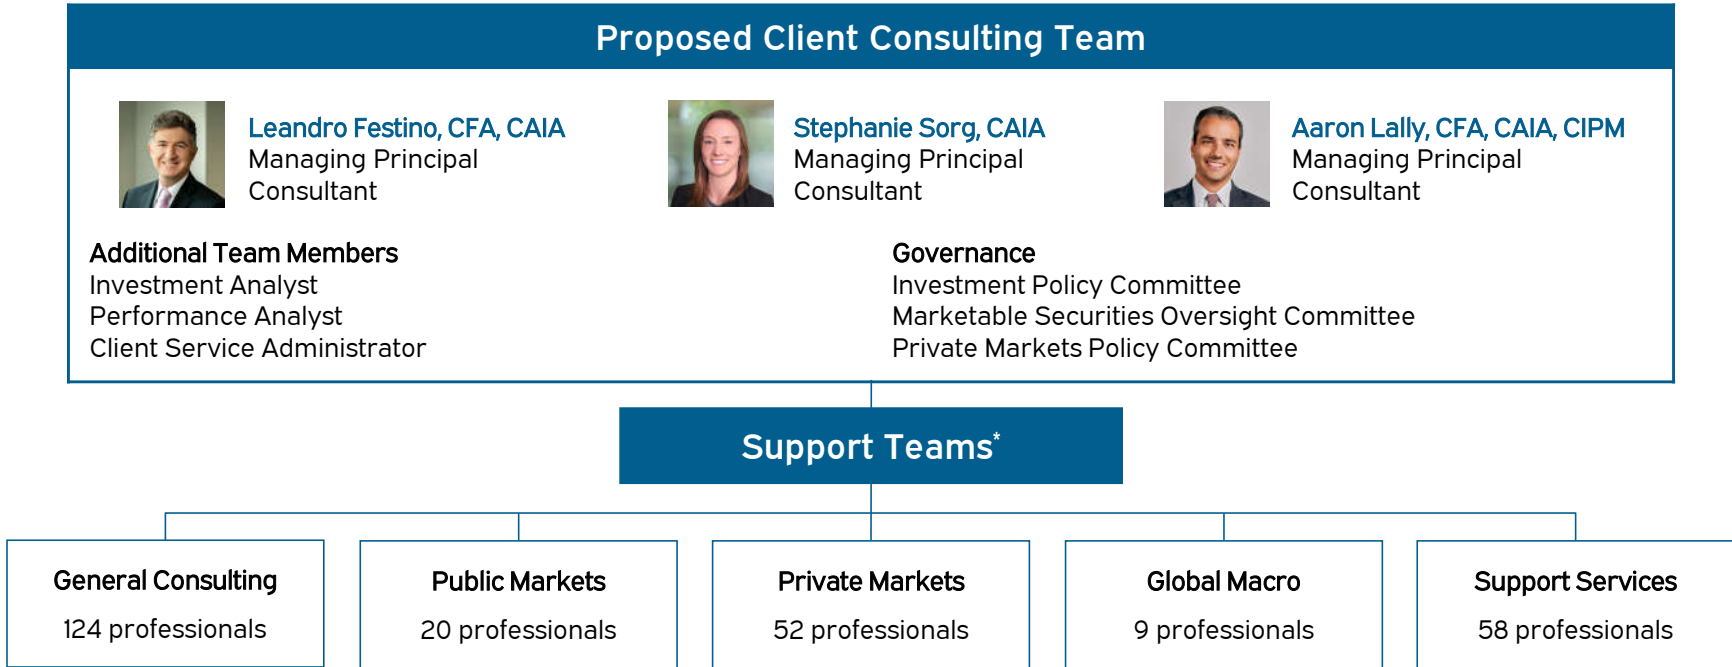 Proposed Client Consulting Team
Leandro Festino, CFA, CAIA
Managing Principal
Consultant
Stephanie Sorg, CAIA
Managing Principal
Consultant
Aaron Lally, CFA, CAIA, CIPM
Managing Principal
Consultant
Additional Team Members
Investment Analyst
Performance Analyst
Client Service Administrator
Governance
Investment Policy Committee
Marketable Securities Oversight Committee
Private Markets Policy Committee
Support Teams*
General Consulting
124 professionals
Public Markets
20 professionals
Private Markets
52 professionals
Global Macro
9 professionals
Support Services
58 professionals